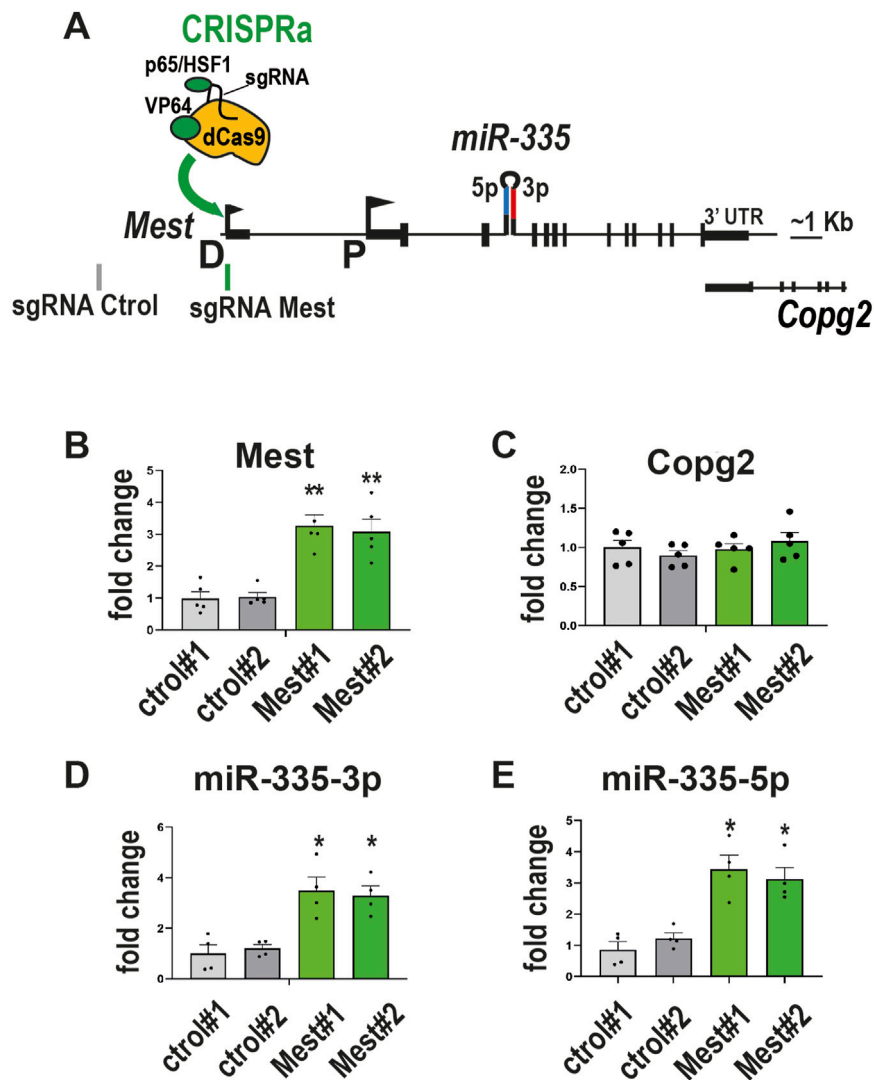 A
CRISPRa
p65/HSF1
sgRNA
VP64
dCas9
miR-335
5p 3p
Mest
D
P
3' UTR
~1 Kb
sgRNA Ctrol
sgRNA Mest
Copg2
B
Mest
fold change
5
4
3
2
1
0
**
**
ctrol#1
ctrol#2
Mest#1
Mest#2
C
Copg2
fold change
2.0
1.5
1.0
0.5
0.0
ctrol#1
ctrol#2
Mest#1
Mest#2
D
miR-335-3p
fold change
6
4
2
0
*
*
ctrol#1
ctrol#2
Mest#1
Mest#2
E
miR-335-5p
fold change
5
4
3
2
1
0
*
*
ctrol#1
ctrol#2
Mest#1
Mest#2